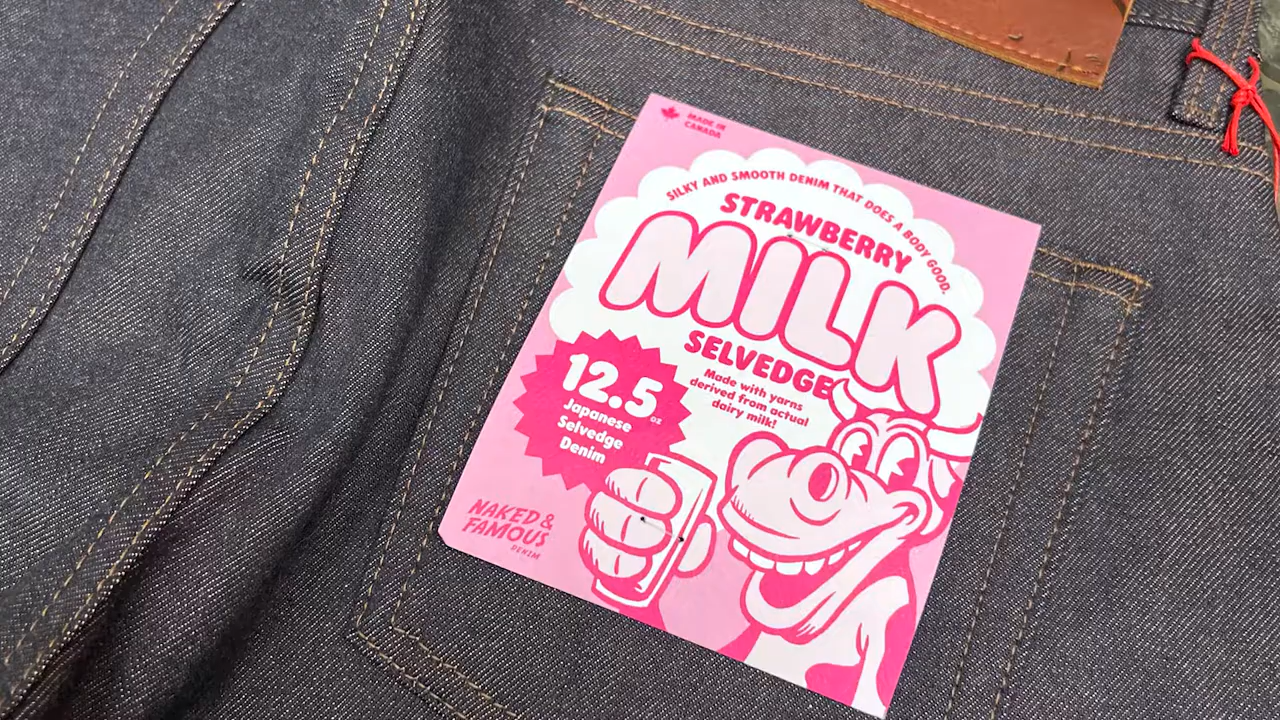 MADE IN
CANADA
SILKY AND SMOOTH DENIM THAT DOES A BODY GOOD.
STRAWBERRY
MILK
SELVEDGE
Made with yarns
derived from actual
dairy milk!
12.5 oz
Japanese
Selvedge
Denim
NAKED &
FAMOUS
DENIM